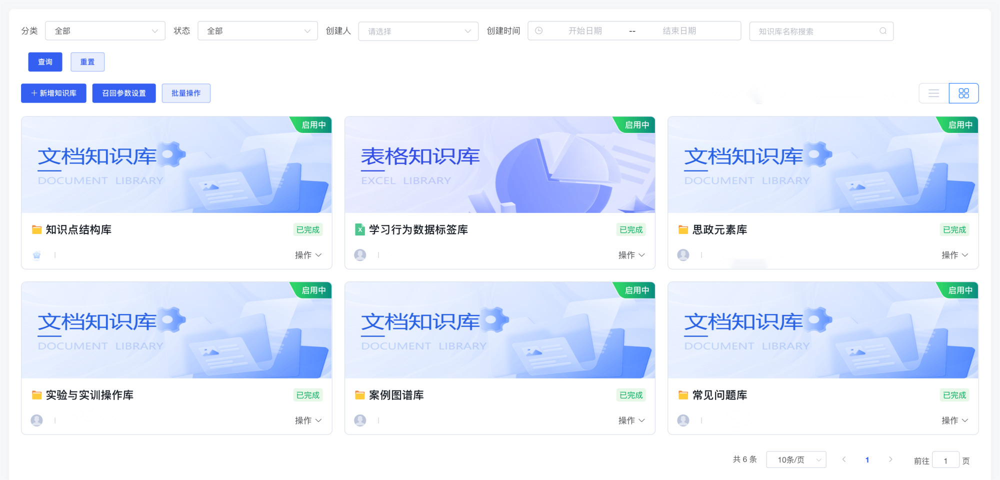 分类 全部 状态 全部 创建人 请选择 创建时间 开始日期 -- 结束日期 知识库名称搜索
查询 重置
新增知识库 召回参数设置 批量操作
启用中
文档知识库
DOCUMENT LIBRARY
知识点结构库 已完成
操作
启用中
表格知识库
EXCEL LIBRARY
学习行为数据标签库 已完成
操作
启用中
文档知识库
DOCUMENT LIBRARY
思政元素库 已完成
操作
启用中
文档知识库
DOCUMENT LIBRARY
实验与实训操作库 已完成
操作
启用中
文档知识库
DOCUMENT LIBRARY
案例图谱库 已完成
操作
启用中
文档知识库
DOCUMENT LIBRARY
常见问题库 已完成
操作
共 6 条 10条/页 1 前往 1 页